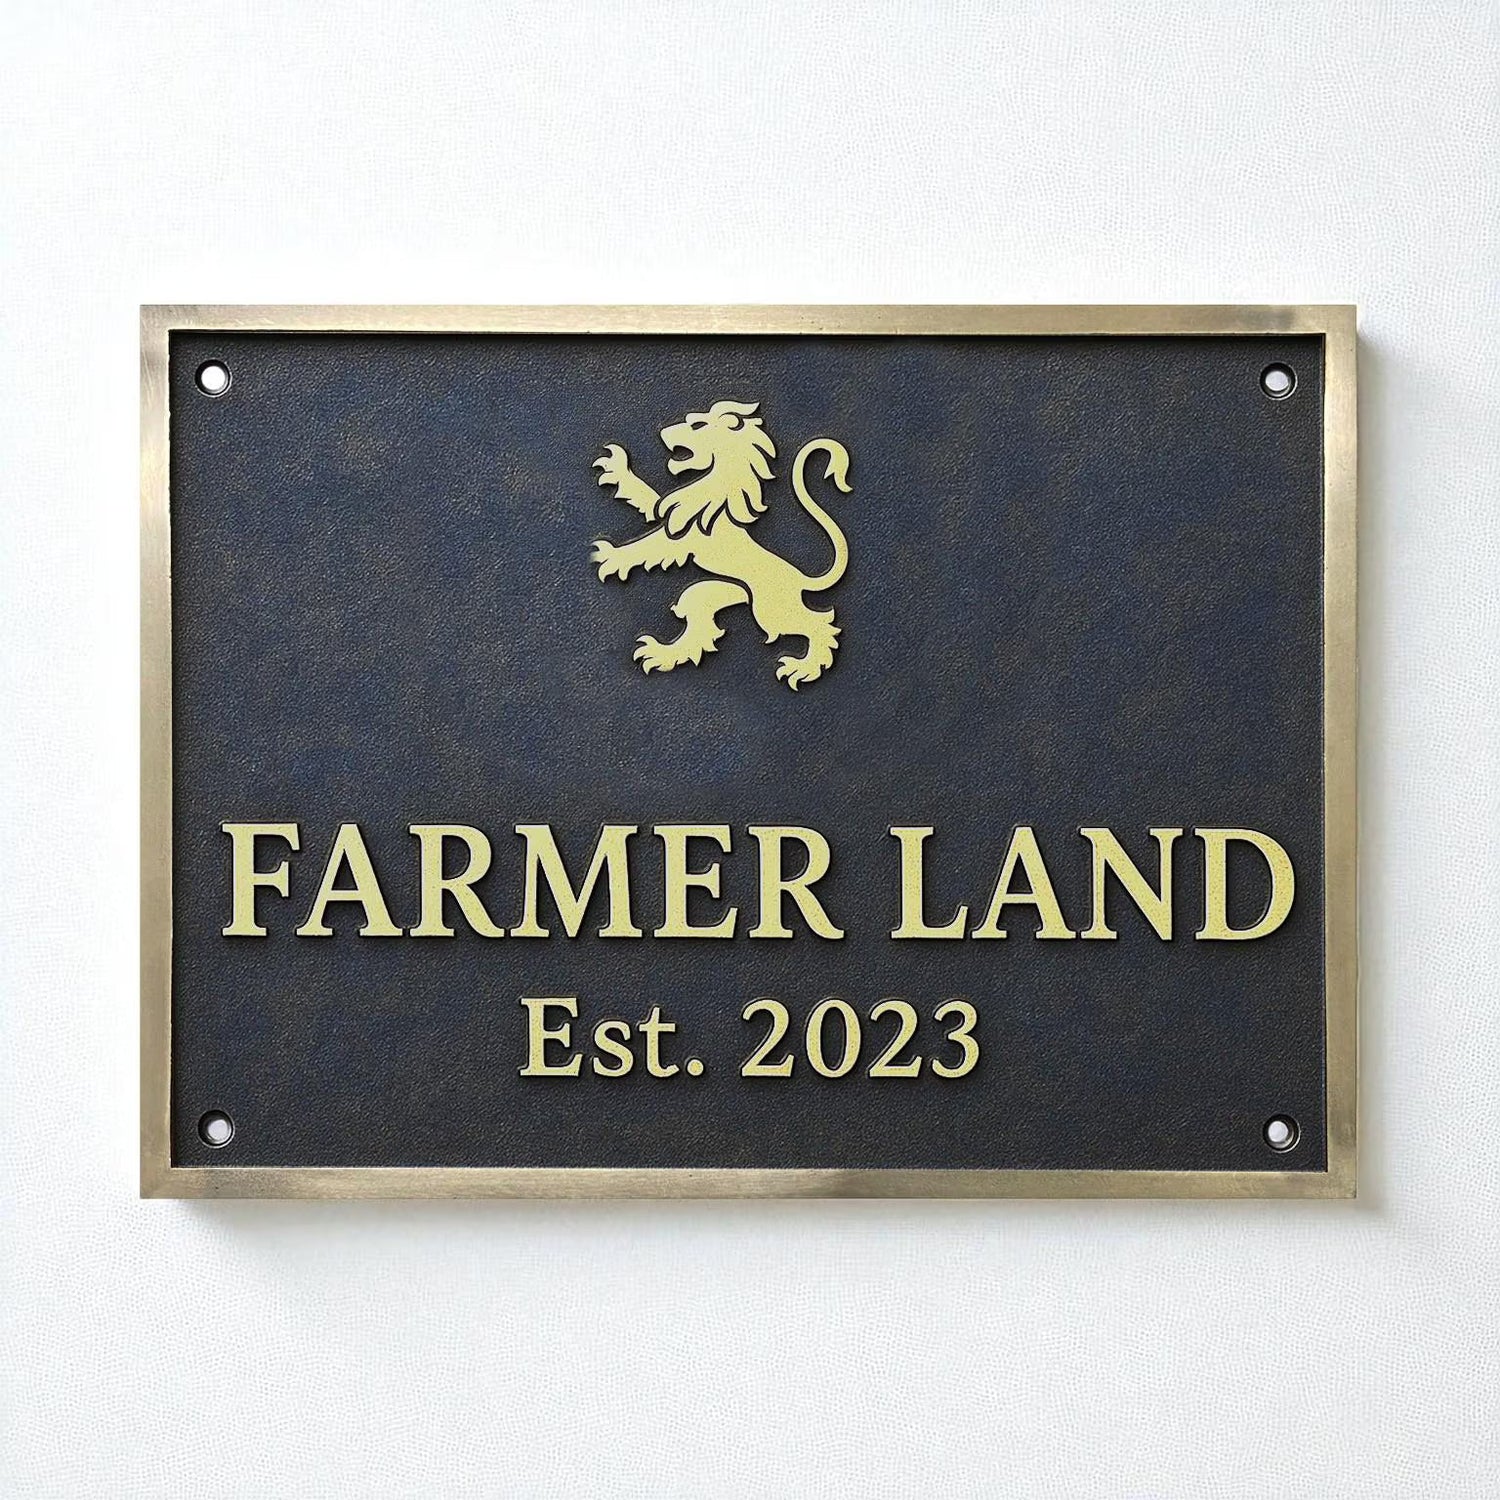 FARMER LAND
Est. 2023